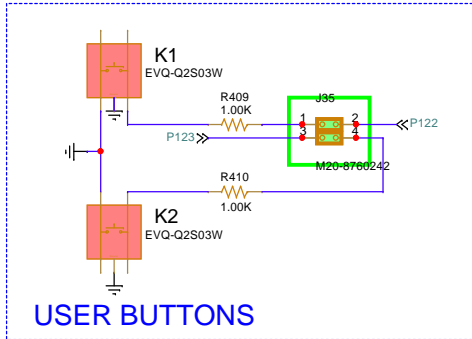 K1
EVQ-Q2S03W
R409
1.00K
J35
1
2
P122
P123
3
4
M20-8760242
R410
1.00K
K2
EVQ-Q2S03W
USER BUTTONS